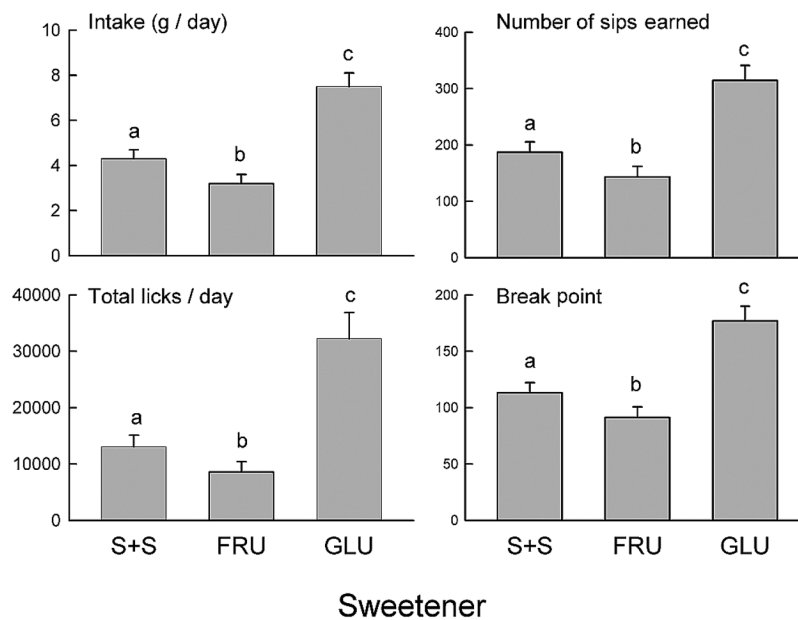 Intake (g / day)
10
8
6
4
2
0
a
b
c
Number of sips earned
400
300
200
100
0
a
b
c
Total licks / day
40000
30000
20000
10000
0
a
b
c
S+S FRU GLU
Break point
200
150
100
50
0
a
b
c
S+S FRU GLU
Sweetener